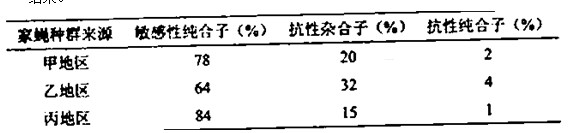 家蝇种群来源 敏感性纯合子（%） 抗性杂合子（%） 抗性纯合子（%）
甲地区 78 20 2
乙地区 64 32 4
丙地区 84 15 1